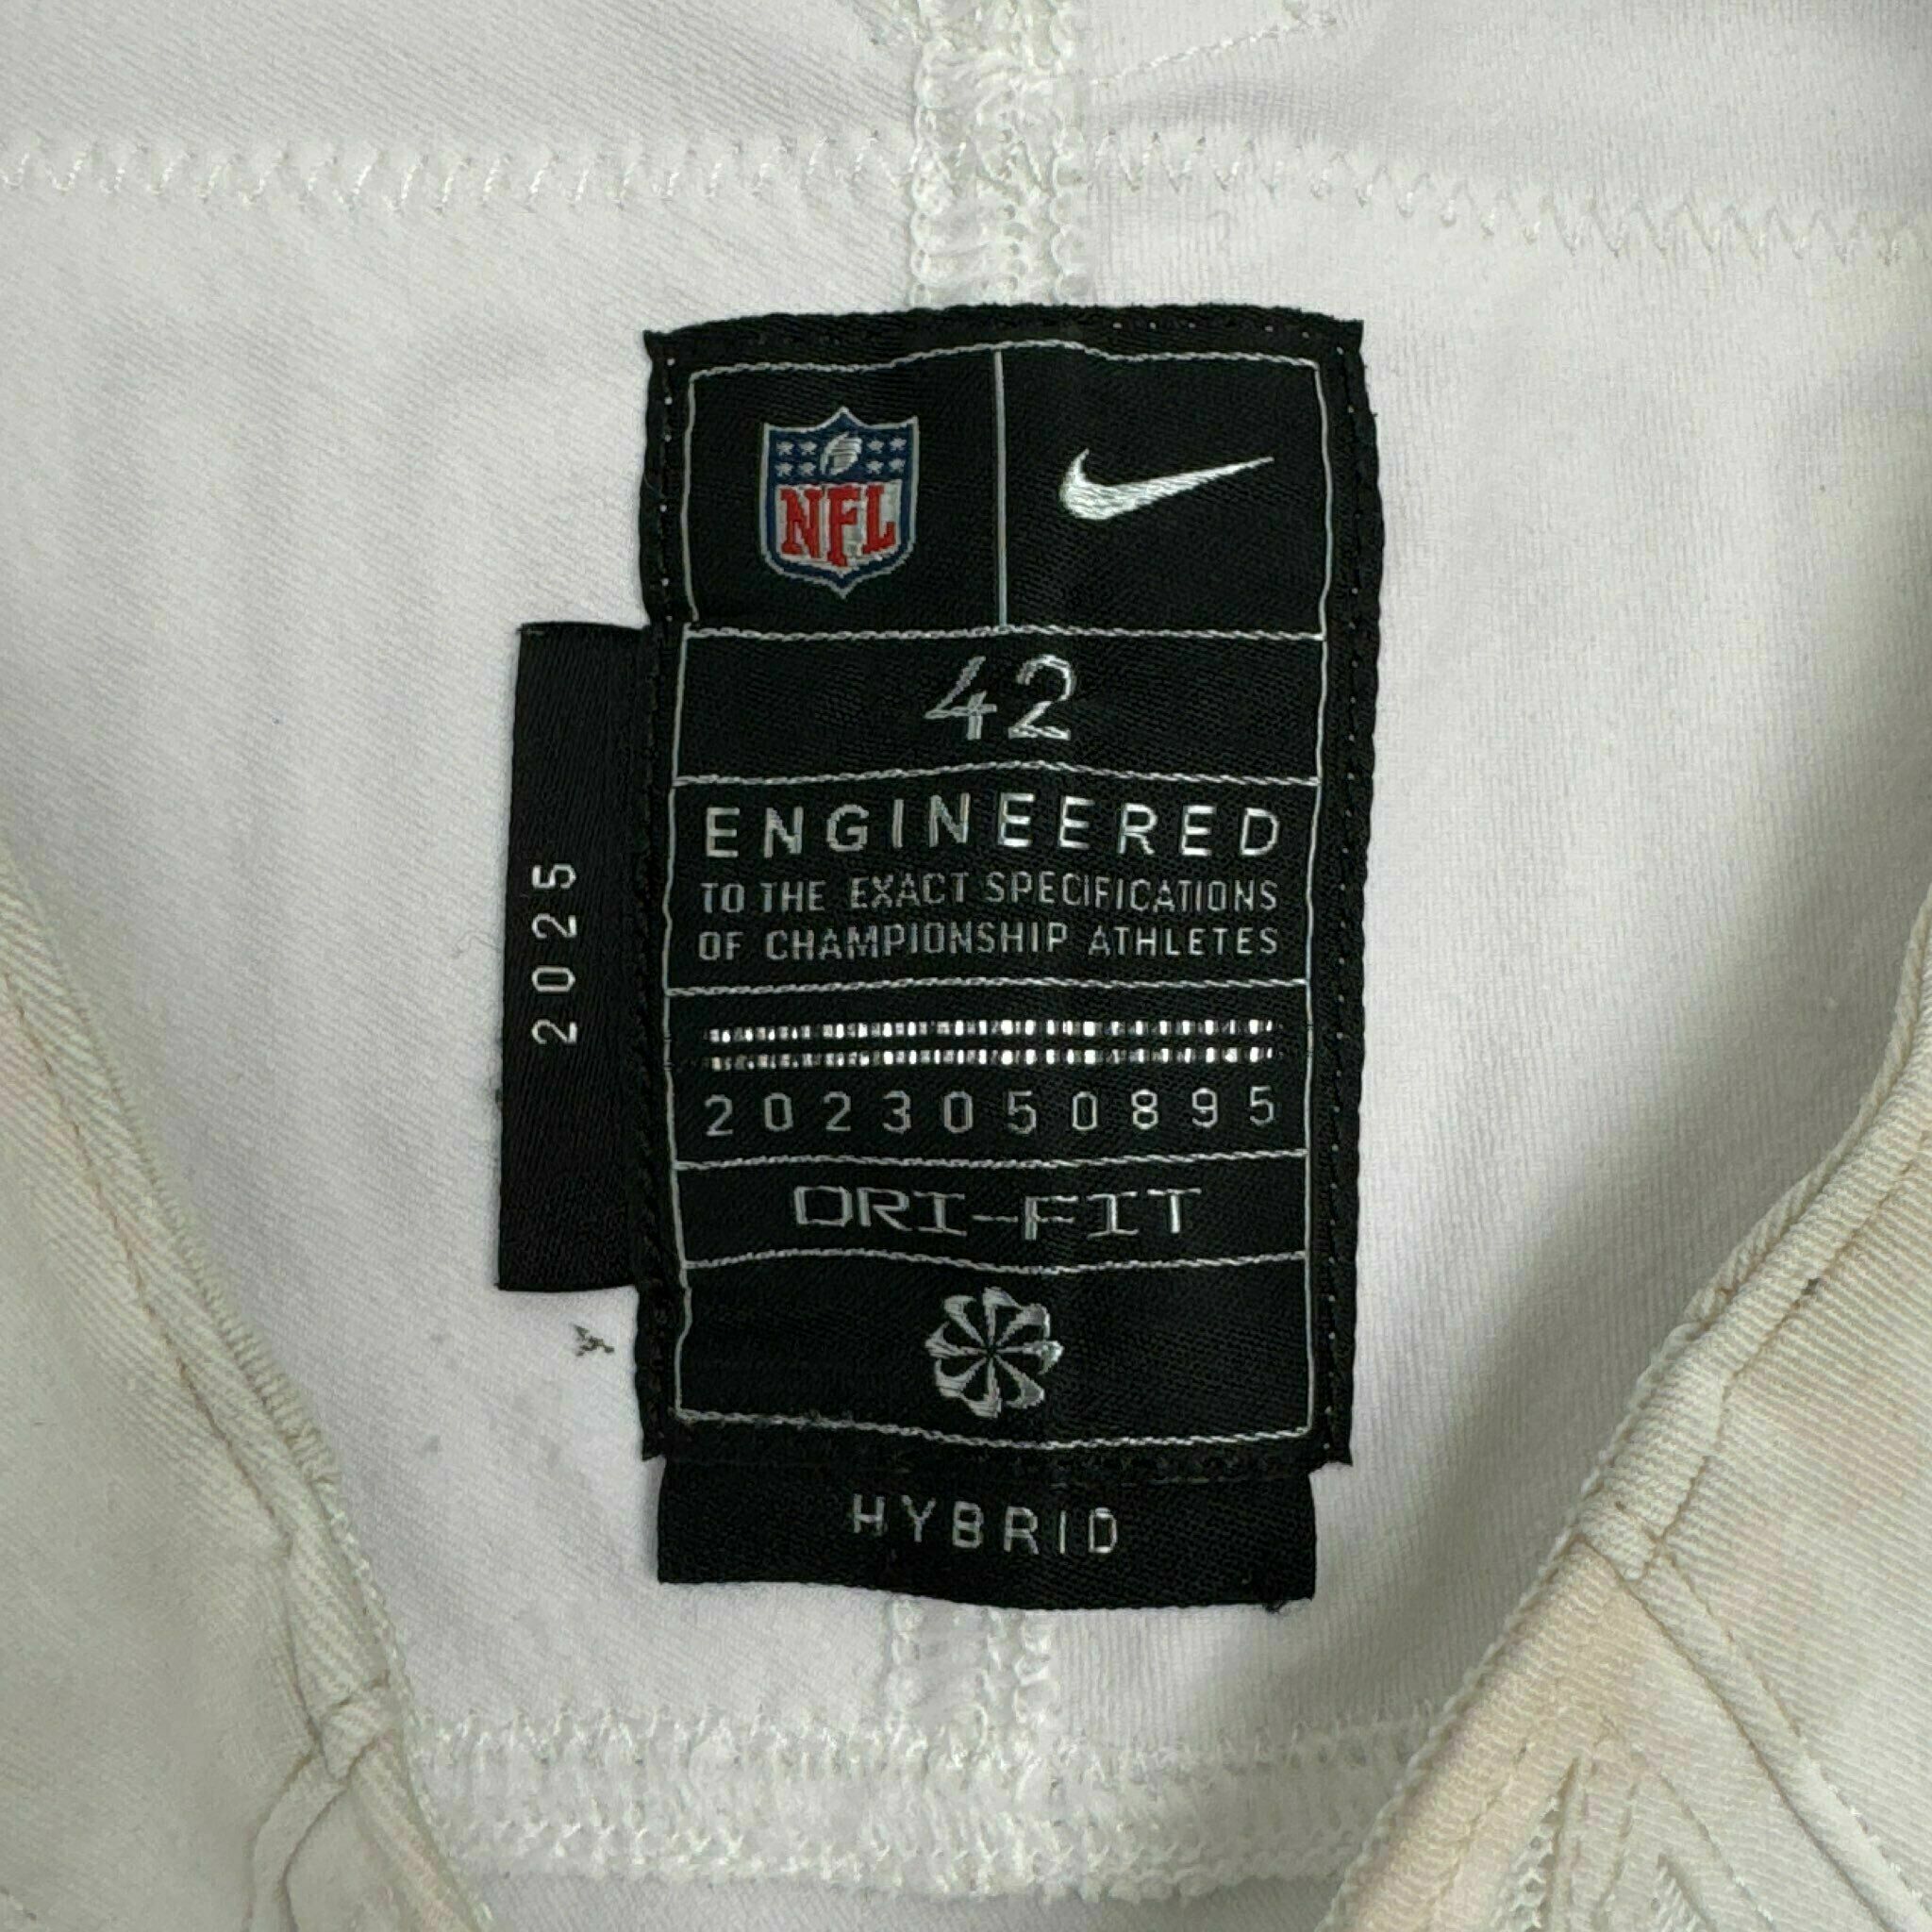 NFL
42
ENGINEERED
TO THE EXACT SPECIFICATIONS
OF CHAMPIONSHIP ATHLETES
2025
2023050895
DRI-FIT
HYBRID